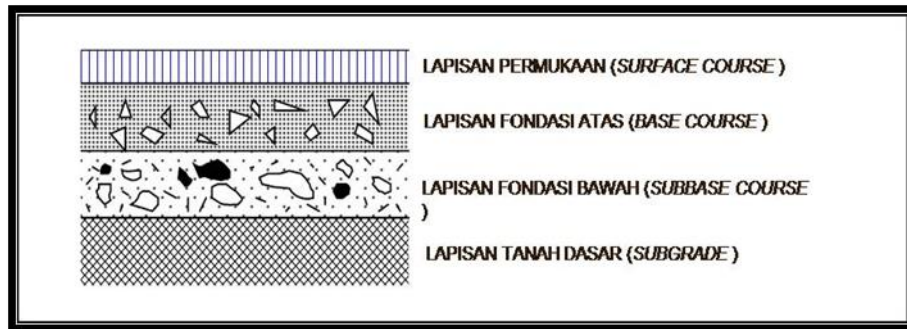 LAPISAN PERMUKAAN (SURFACE COURSE )
LAPISAN FONDASI ATAS (BASE COURSE )
LAPISAN FONDASI BAWAH (SUBBASE COURSE
)
LAPISAN TANAH DASAR (SUBGRADE )